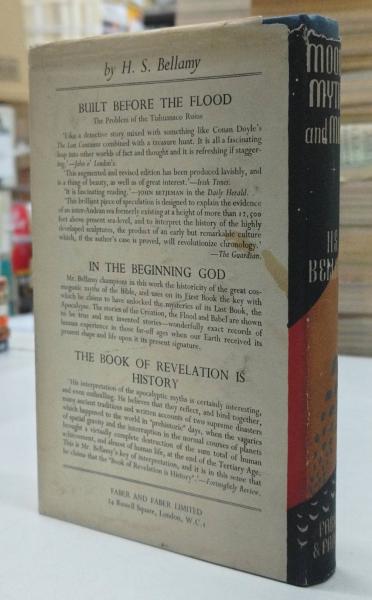 by H. S. Bellamy
BUILT BEFORE THE FLOOD
The Problem of the Tiahuanaco Ruins
'Like a detective story mixed with something like Conan Doyle's
The Lost Continent combined with a treasure hunt. It is all a fascinating
leap into other worlds of fact and thought and it is refreshing if stagger-
ing.'—John o' London's.
'This augmented and revised edition has been produced lavishly, and
is a thing of beauty, as well as of great interest.'—Irish Times.
'It is fascinating reading.'—JOHN BETJEMAN in the Daily Herald.
'This brilliant piece of speculation is designed to explain the evidence
of an inter-Andean sea formerly existing at a height of more than 12,500
feet above present sea-level, and to interpret the history of the highly
developed sculptures, the product of an early but remarkable culture
which, if the author's case is proved, will revolutionize chronology.'
—The Guardian.
IN THE BEGINNING GOD
Mr. Bellamy champions in this work the historicity of the great cos-
mogonic myths of the Bible, and uses on its First Book the key with
which he claims to have unlocked the mysteries of its Last Book, the
Apocalypse. The stories of the Creation, the Flood and Babel are shown
to be true and not invented stories—wonderfully exact records of
human experience in those far-off ages when our Earth received its
present shape and life upon it its present signature.
THE BOOK OF REVELATION IS
HISTORY
'His interpretation of the apocalyptic myths is certainly interesting,
and even enthralling. He believes that they reflect, and bind together,
many ancient traditions and written accounts of two supreme disasters
which happened to the world in "prehistoric" days, when the vagaries
of special gravity and the interruption in the normal courses of planets
brought a virtually complete destruction of the sum total of human
achievement, and almost of human life, at the end of the Tertiary Age.
This is Mr. Bellamy's key of interpretation, and it is in this sense that
he claims that the "Book of Revelation is History".'—Fortnightly Review.
FABER AND FABER LIMITED
24 Russell Square, London, W.C.1
MOON
MYTH
and M
H S
BEL
FABE
& FAB